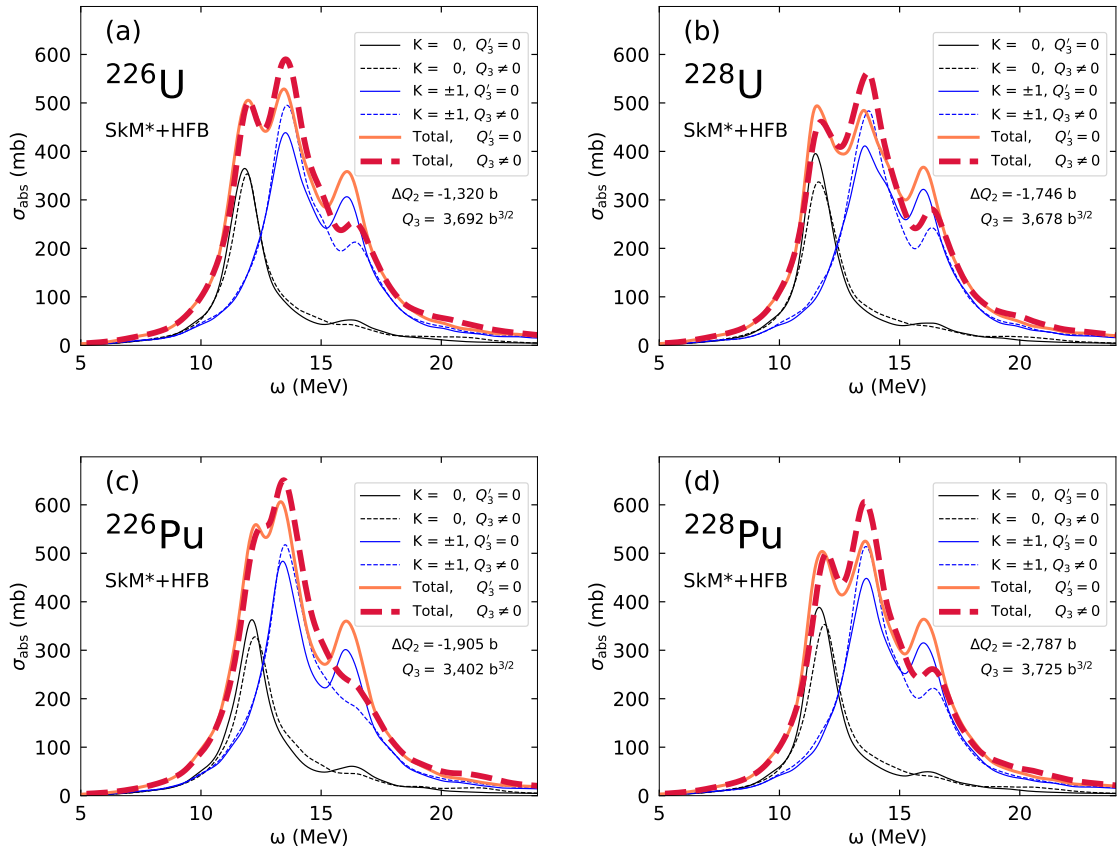 (a)
²²⁶U
SkM*+HFB
K = 0, Q′₃ = 0
K = 0, Q₃ ≠ 0
K = ±1, Q′₃ = 0
K = ±1, Q₃ ≠ 0
Total, Q′₃ = 0
Total, Q₃ ≠ 0
ΔQ₂ = -1,320 b
Q₃ = 3,692 b³ᐟ²
σabs (mb)
600
500
400
300
200
100
0
5 10 15 20
ω (MeV)
(b)
²²⁸U
SkM*+HFB
K = 0, Q′₃ = 0
K = 0, Q₃ ≠ 0
K = ±1, Q′₃ = 0
K = ±1, Q₃ ≠ 0
Total, Q′₃ = 0
Total, Q₃ ≠ 0
ΔQ₂ = -1,746 b
Q₃ = 3,678 b³ᐟ²
σabs (mb)
600
500
400
300
200
100
0
5 10 15 20
ω (MeV)
(c)
²²⁶Pu
SkM*+HFB
K = 0, Q′₃ = 0
K = 0, Q₃ ≠ 0
K = ±1, Q′₃ = 0
K = ±1, Q₃ ≠ 0
Total, Q′₃ = 0
Total, Q₃ ≠ 0
ΔQ₂ = -1,905 b
Q₃ = 3,402 b³ᐟ²
σabs (mb)
600
500
400
300
200
100
0
5 10 15 20
ω (MeV)
(d)
²²⁸Pu
SkM*+HFB
K = 0, Q′₃ = 0
K = 0, Q₃ ≠ 0
K = ±1, Q′₃ = 0
K = ±1, Q₃ ≠ 0
Total, Q′₃ = 0
Total, Q₃ ≠ 0
ΔQ₂ = -2,787 b
Q₃ = 3,725 b³ᐟ²
σabs (mb)
600
500
400
300
200
100
0
5 10 15 20
ω (MeV)